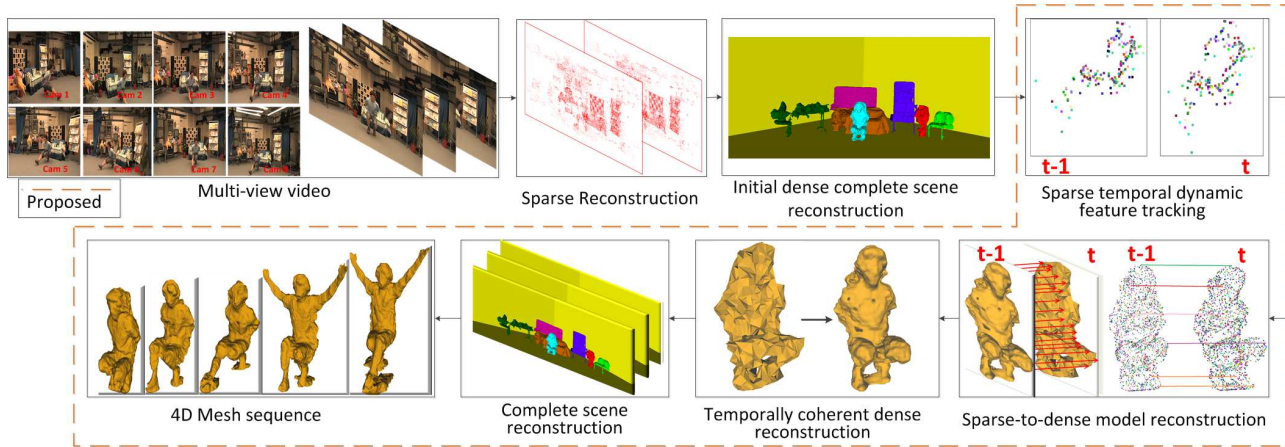 Cam 1
Cam 2
Cam 3
Cam 4
Cam 5
Cam 7
Multi-view video
Proposed
Sparse Reconstruction
Initial dense complete scene
reconstruction
t-1
t
Sparse temporal dynamic
feature tracking
4D Mesh sequence
Complete scene
reconstruction
Temporally coherent dense
reconstruction
t-1
t
t-1
t
Sparse-to-dense model reconstruction